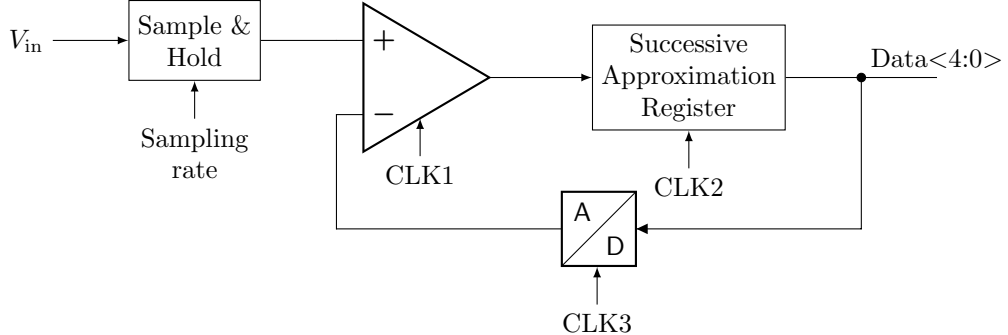 V_in
Sample &
Hold
Sampling
rate
+
−
CLK1
Successive
Approximation
Register
CLK2
Data<4:0>
A
D
CLK3